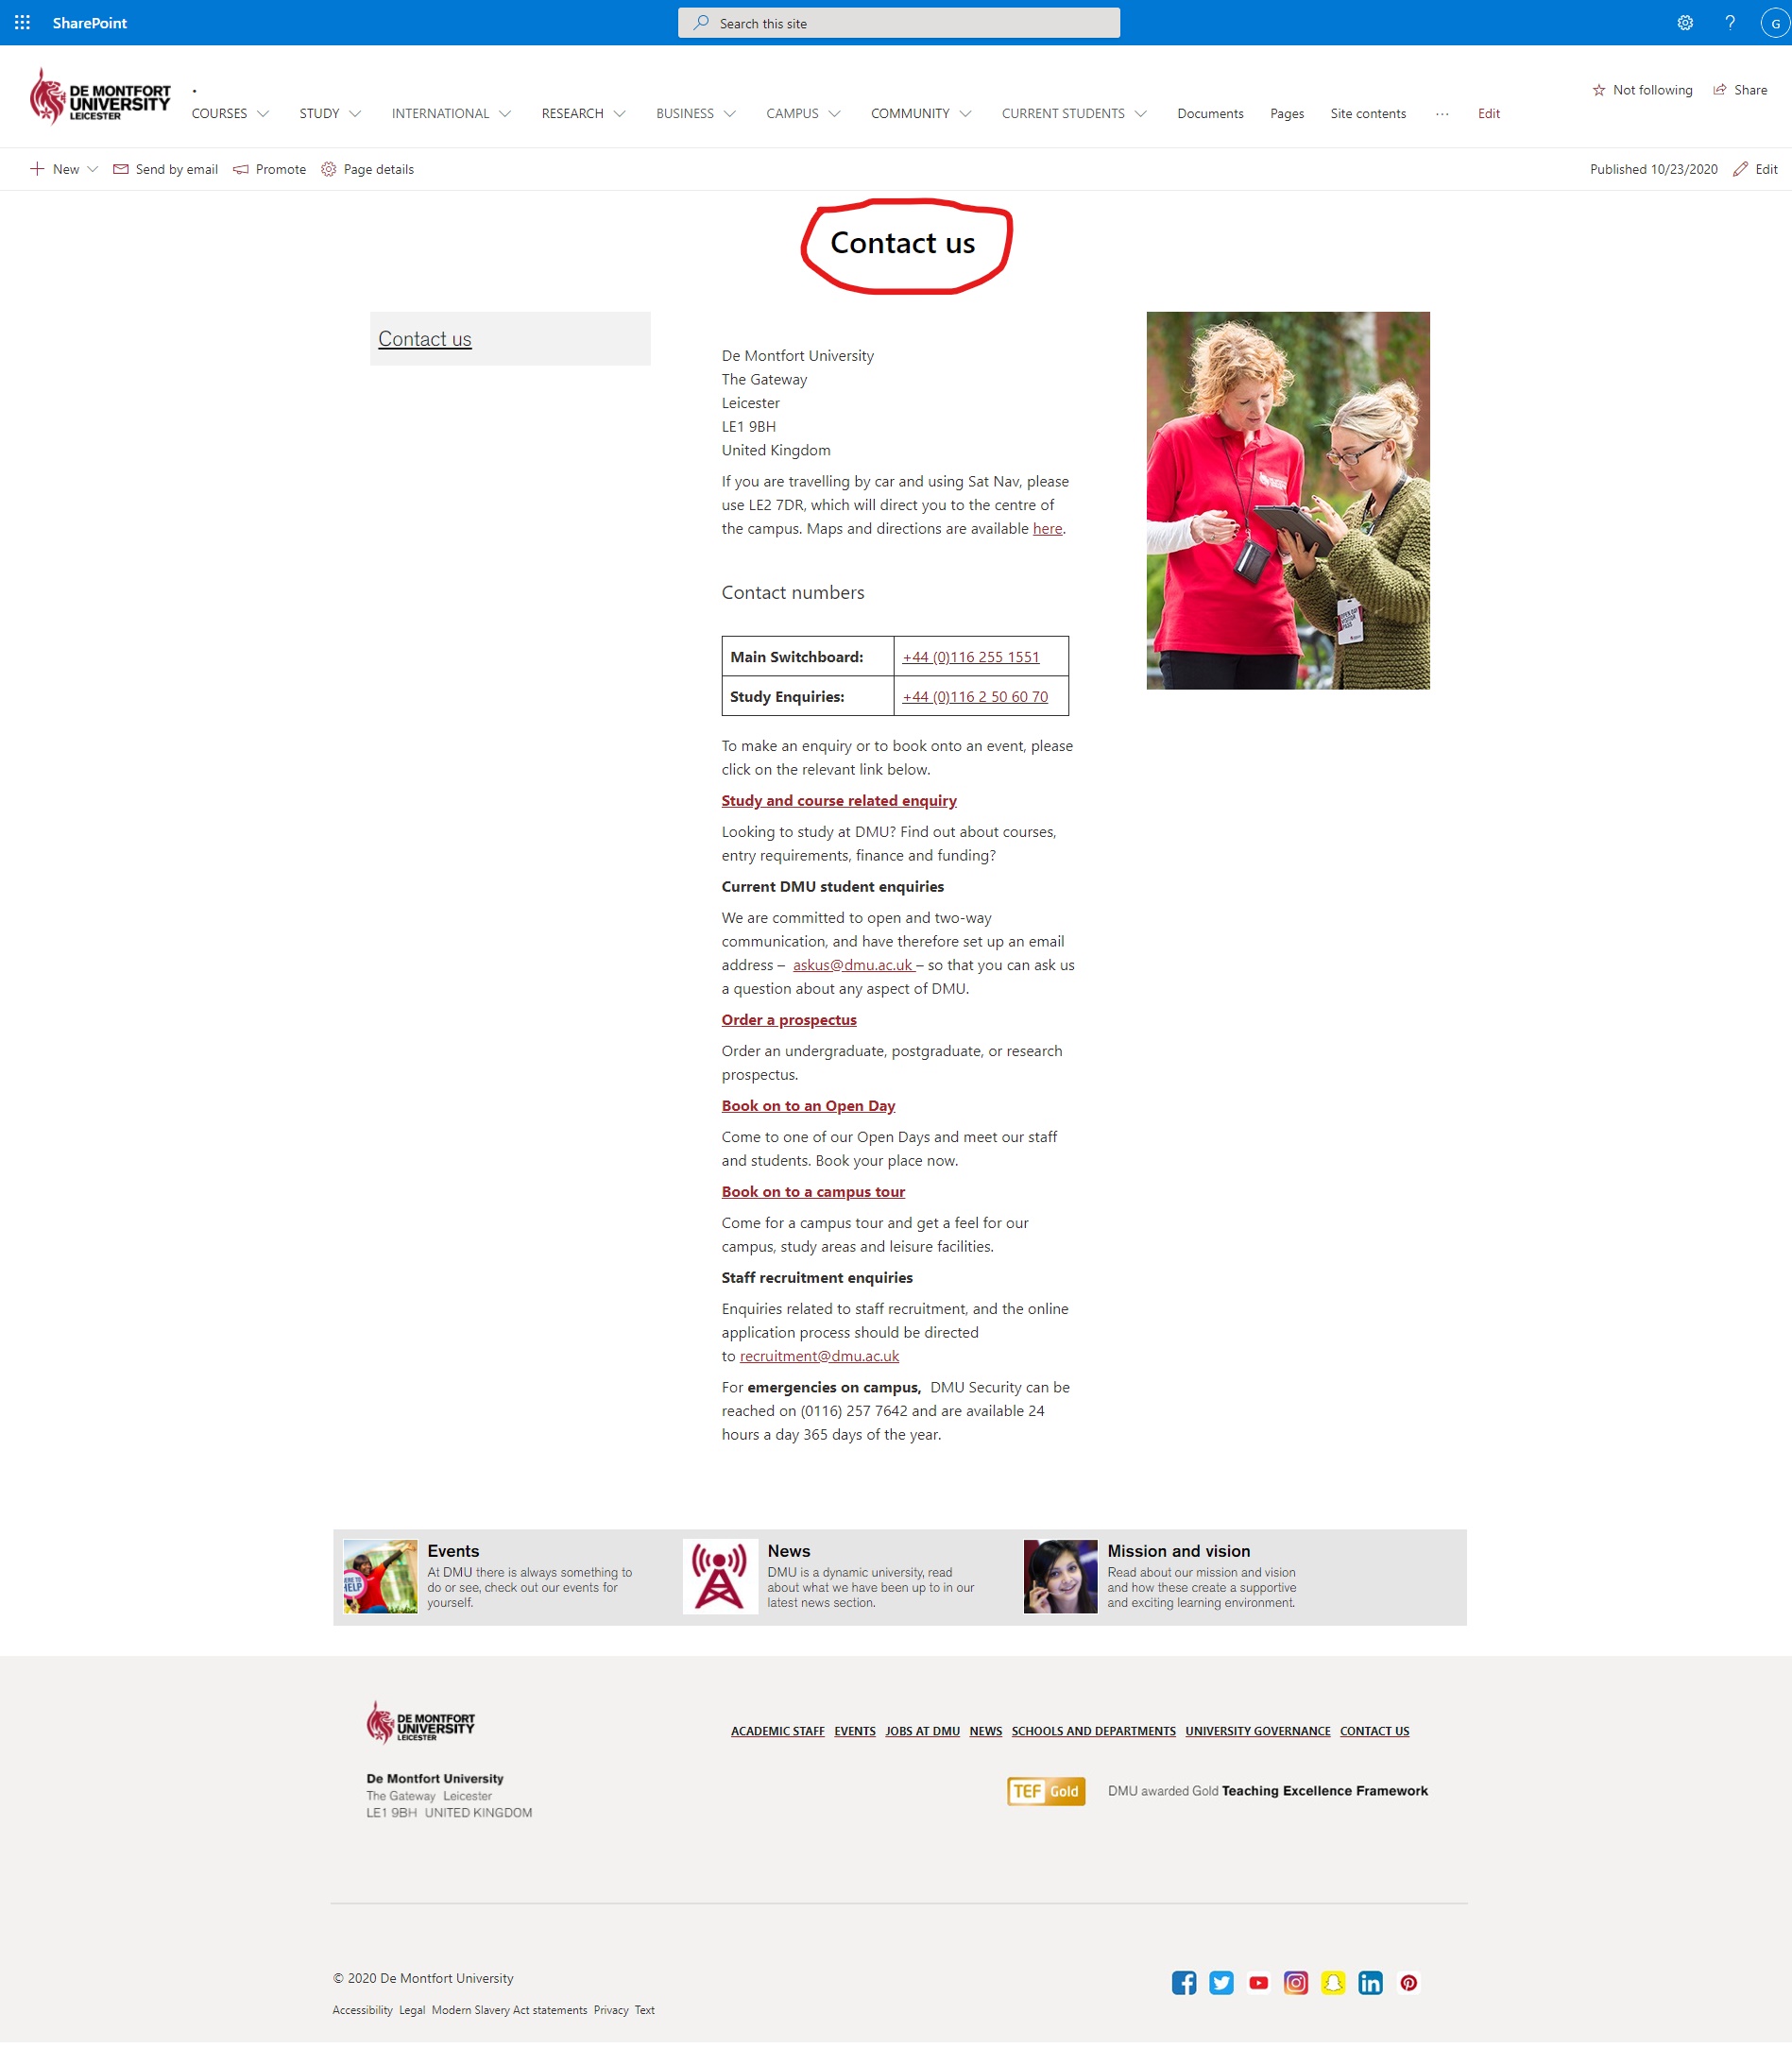 SharePoint
Search this site
?
G
DE MONTFORT
UNIVERSITY
LEICESTER
.
COURSES STUDY INTERNATIONAL RESEARCH BUSINESS CAMPUS COMMUNITY CURRENT STUDENTS Documents Pages Site contents ... Edit
Not following Share
New Send by email Promote Page details
Published 10/23/2020 Edit
Contact us
Contact us
De Montfort University
The Gateway
Leicester
LE1 9BH
United Kingdom
If you are travelling by car and using Sat Nav, please
use LE2 7DR, which will direct you to the centre of
the campus. Maps and directions are available here.
Contact numbers
Main Switchboard: +44 (0)116 255 1551
Study Enquiries: +44 (0)116 2 50 60 70
To make an enquiry or to book onto an event, please
click on the relevant link below.
Study and course related enquiry
Looking to study at DMU? Find out about courses,
entry requirements, finance and funding?
Current DMU student enquiries
We are committed to open and two-way
communication, and have therefore set up an email
address – askus@dmu.ac.uk – so that you can ask us
a question about any aspect of DMU.
Order a prospectus
Order an undergraduate, postgraduate, or research
prospectus.
Book on to an Open Day
Come to one of our Open Days and meet our staff
and students. Book your place now.
Book on to a campus tour
Come for a campus tour and get a feel for our
campus, study areas and leisure facilities.
Staff recruitment enquiries
Enquiries related to staff recruitment, and the online
application process should be directed
to recruitment@dmu.ac.uk
For emergencies on campus, DMU Security can be
reached on (0116) 257 7642 and are available 24
hours a day 365 days of the year.
Events
At DMU there is always something to
do or see, check out our events for
yourself.
News
DMU is a dynamic university, read
about what we have been up to in our
latest news section.
Mission and vision
Read about our mission and vision
and how these create a supportive
and exciting learning environment.
DE MONTFORT
UNIVERSITY
LEICESTER
De Montfort University
The Gateway Leicester
LE1 9BH UNITED KINGDOM
ACADEMIC STAFF EVENTS JOBS AT DMU NEWS SCHOOLS AND DEPARTMENTS UNIVERSITY GOVERNANCE CONTACT US
TEF Gold
DMU awarded Gold Teaching Excellence Framework
© 2020 De Montfort University
Accessibility Legal Modern Slavery Act statements Privacy Text